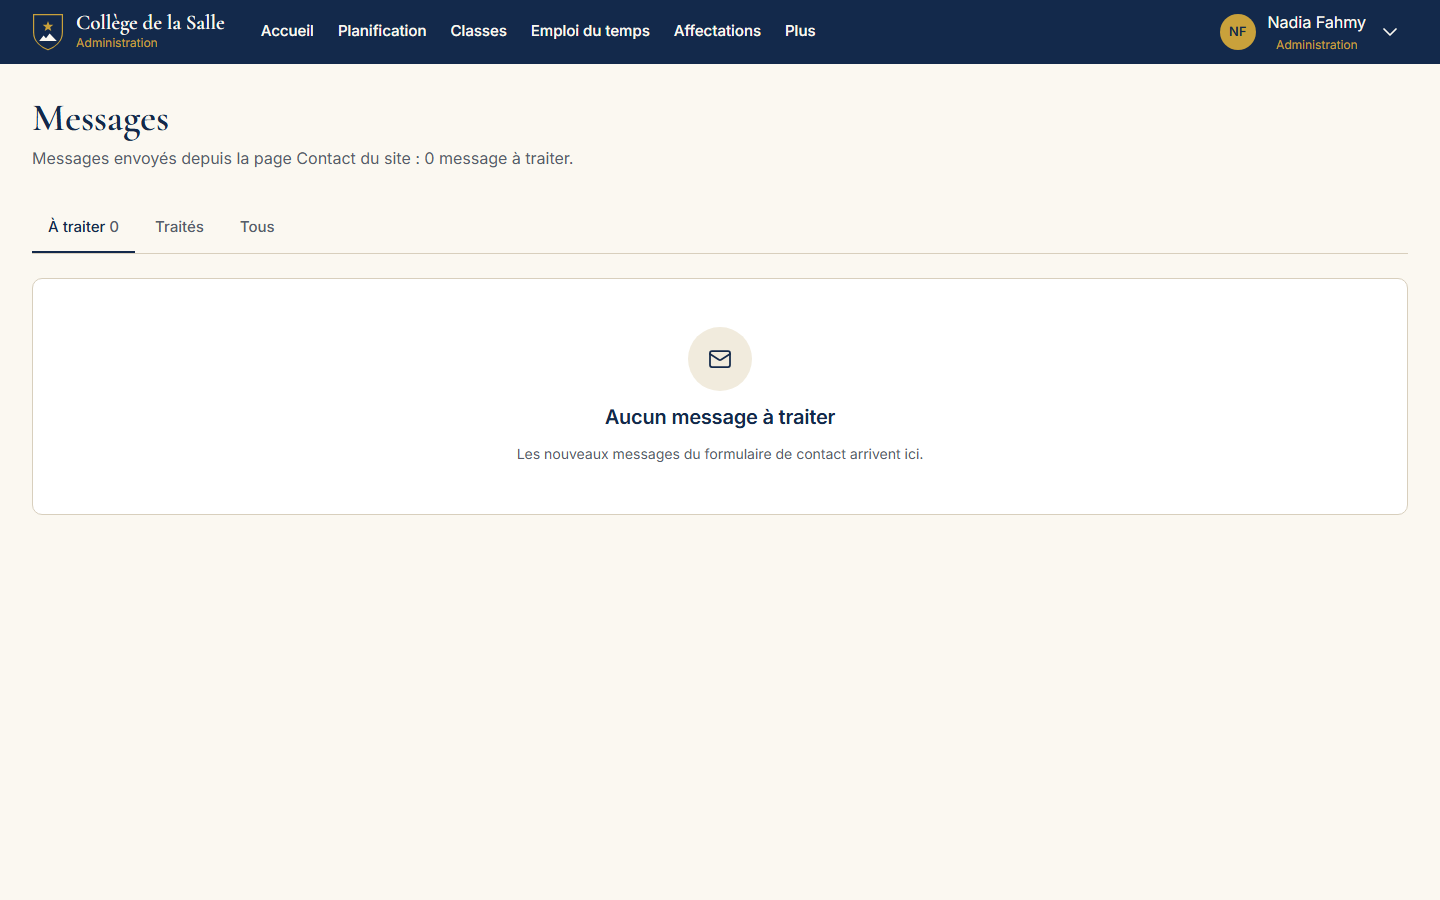 Collège de la Salle
Administration
Accueil
Planification
Classes
Emploi du temps
Affectations
Plus
NF
Nadia Fahmy
Administration
Messages
Messages envoyés depuis la page Contact du site : 0 message à traiter.
À traiter 0
Traités
Tous
Aucun message à traiter
Les nouveaux messages du formulaire de contact arrivent ici.